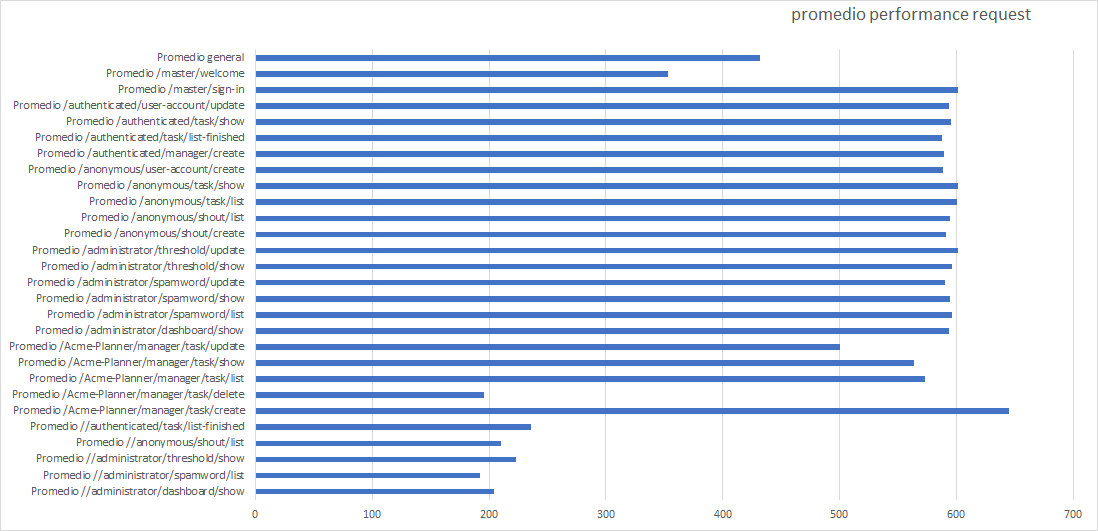 promedio performance request
Promedio general
Promedio /master/welcome
Promedio /master/sign-in
Promedio /authenticated/user-account/update
Promedio /authenticated/task/show
Promedio /authenticated/task/list-finished
Promedio /authenticated/manager/create
Promedio /anonymous/user-account/create
Promedio /anonymous/task/show
Promedio /anonymous/task/list
Promedio /anonymous/shout/list
Promedio /anonymous/shout/create
Promedio /administrator/threshold/update
Promedio /administrator/threshold/show
Promedio /administrator/spamword/update
Promedio /administrator/spamword/show
Promedio /administrator/spamword/list
Promedio /administrator/dashboard/show
Promedio /Acme-Planner/manager/task/update
Promedio /Acme-Planner/manager/task/show
Promedio /Acme-Planner/manager/task/list
Promedio /Acme-Planner/manager/task/delete
Promedio /Acme-Planner/manager/task/create
Promedio //authenticated/task/list-finished
Promedio //anonymous/shout/list
Promedio //administrator/threshold/show
Promedio //administrator/spamword/list
Promedio //administrator/dashboard/show
0 100 200 300 400 500 600 700